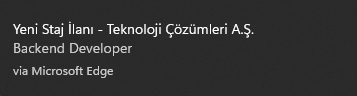 Yeni Staj İlanı - Teknoloji Çözümleri A.Ş.
Backend Developer
via Microsoft Edge